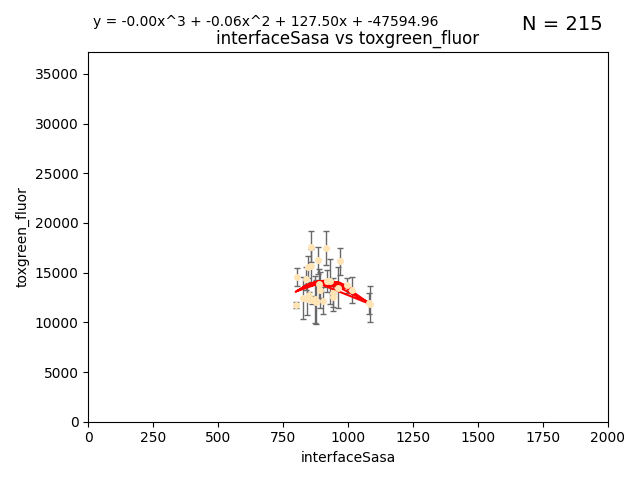 y = -0.00x^3 + -0.06x^2 + 127.50x + -47594.96
N = 215
interfaceSasa vs toxgreen_fluor
35000
30000
25000
20000
15000
10000
5000
0
toxgreen_fluor
0 250 500 750 1000 1250 1500 1750 2000
interfaceSasa